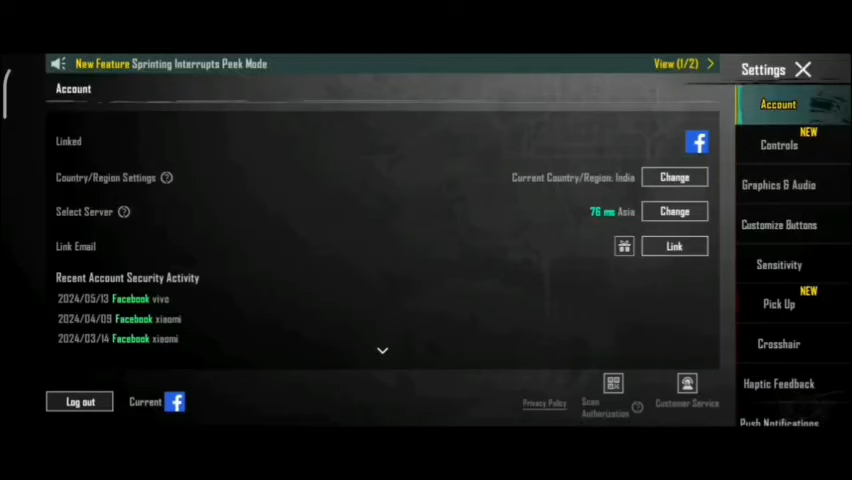 New Feature Sprinting Interrupts Peek Mode
View (1/2)
Settings
Account
Account
Linked
NEW
Controls
Country/Region Settings
Current Country/Region: India
Change
Graphics & Audio
Select Server
76 ms Asia
Change
Customize Buttons
Link Email
Link
Sensitivity
Recent Account Security Activity
2024/05/13 Facebook vivo
NEW
Pick Up
2024/04/09 Facebook xiaomi
2024/03/14 Facebook xiaomi
Crosshair
Haptic Feedback
Log out
Current
Privacy Policy
Scan
Authorization
Customer Service
Push Notifications